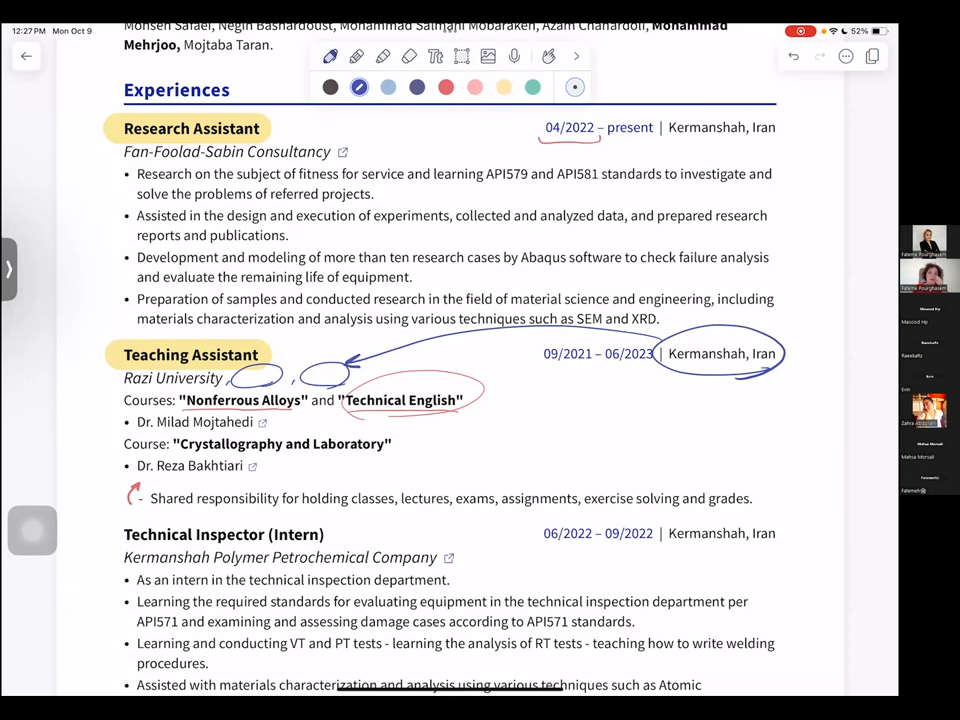 12:27 PM Mon Oct 9
52%
Mohsen Safaei, Negin Bashardoust, Mohammad Salmani Mobarakeh, Azam Chahardoli, Mohammad
Mehrjoo, Mojtaba Taran.
Experiences
Research Assistant 04/2022 – present | Kermanshah, Iran
Fan-Foolad-Sabin Consultancy
• Research on the subject of fitness for service and learning API579 and API581 standards to investigate and
solve the problems of referred projects.
• Assisted in the design and execution of experiments, collected and analyzed data, and prepared research
reports and publications.
• Development and modeling of more than ten research cases by Abaqus software to check failure analysis
and evaluate the remaining life of equipment.
• Preparation of samples and conducted research in the field of material science and engineering, including
materials characterization and analysis using various techniques such as SEM and XRD.
Teaching Assistant 09/2021 – 06/2023 | Kermanshah, Iran
Razi University , ,
Courses: "Nonferrous Alloys" and "Technical English"
• Dr. Milad Mojtahedi
Course: "Crystallography and Laboratory"
• Dr. Reza Bakhtiari
- Shared responsibility for holding classes, lectures, exams, assignments, exercise solving and grades.
Technical Inspector (Intern) 06/2022 – 09/2022 | Kermanshah, Iran
Kermanshah Polymer Petrochemical Company
• As an intern in the technical inspection department.
• Learning the required standards for evaluating equipment in the technical inspection department per
API571 and examining and assessing damage cases according to API571 standards.
• Learning and conducting VT and PT tests - learning the analysis of RT tests - teaching how to write welding
procedures.
• Assisted with materials characterization and analysis using various techniques such as Atomic
Fateme Pourghasem
Fateme Pourghasem
Masood Hp
Masood Hp
Raeekafiz
Evin
Evin
Mahsa Morsali
Mahsa Morsali